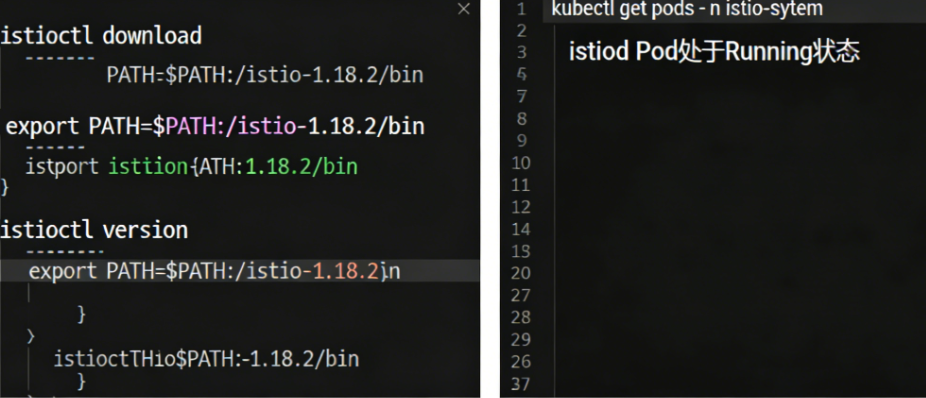 istioctl download
-------
PATH=$PATH:/istio-1.18.2/bin
export PATH=$PATH:/istio-1.18.2/bin
------
istport isttion{ATH:1.18.2/bin
}
istioctl version
--------
export PATH=$PATH:/istio-1.18.2}n
}
}
istioctTHio$PATH:-1.18.2/bin
}
1 kubectl get pods - n istio-sytem
2
3 istiod Pod处于Running状态
6
7
8
9
10
11
12
14
13
20
27
28
29
26
37